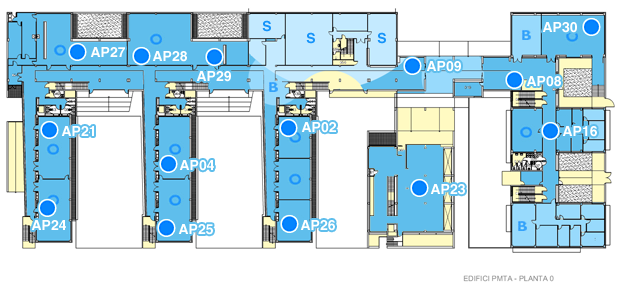 S
S
S
O
O
O
B
B
AP30
AP27
AP28
AP29
AP09
AP08
AP21
AP02
AP16
O
O
O
O
AP04
AP23
O
O
O
AP24
AP25
AP26
B
EDIFICI PMTA - PLANTA 0